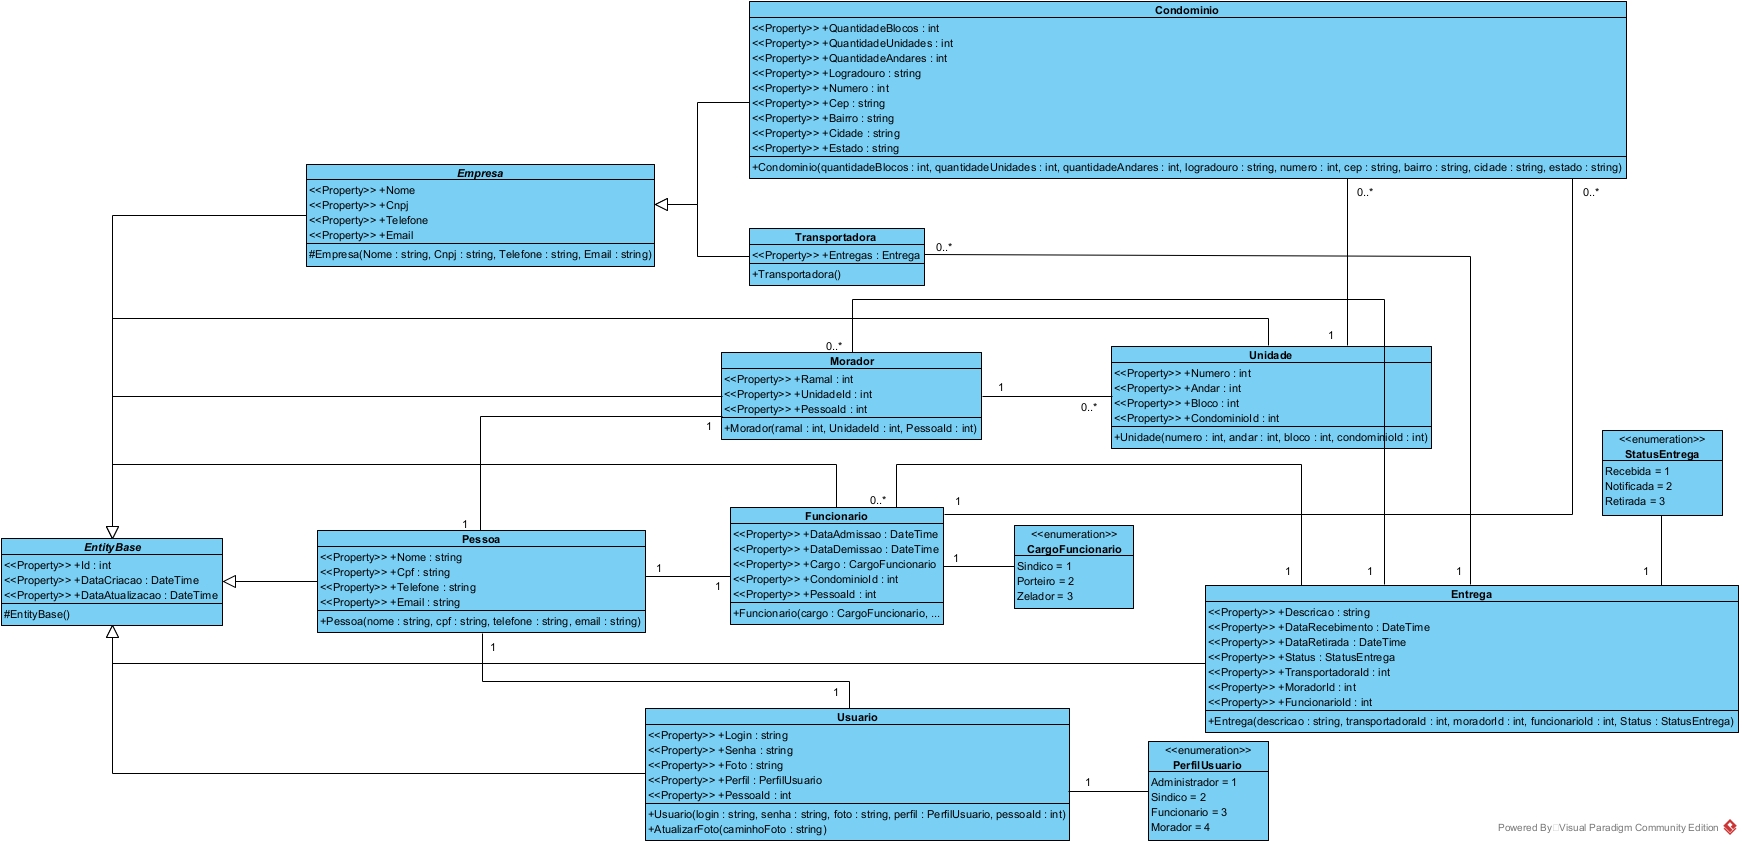 Condominio
<<Property>> +QuantidadeBlocos : int
<<Property>> +QuantidadeUnidades : int
<<Property>> +QuantidadeAndares : int
<<Property>> +Logradouro : string
<<Property>> +Numero : int
<<Property>> +Cep : string
<<Property>> +Bairro : string
<<Property>> +Cidade : string
<<Property>> +Estado : string
+Condominio(quantidadeBlocos : int, quantidadeUnidades : int, quantidadeAndares : int, logradouro : string, numero : int, cep : string, bairro : string, cidade : string, estado : string)
0..*
0..*
Empresa
<<Property>> +Nome
<<Property>> +Cnpj
<<Property>> +Telefone
<<Property>> +Email
#Empresa(Nome : string, Cnpj : string, Telefone : string, Email : string)
Transportadora
<<Property>> +Entregas : Entrega
+Transportadora()
0..*
0..*
1
Morador
<<Property>> +Ramal : int
<<Property>> +UnidadeId : int
<<Property>> +PessoaId : int
+Morador(ramal : int, UnidadeId : int, PessoaId : int)
1
0..*
1
Unidade
<<Property>> +Numero : int
<<Property>> +Andar : int
<<Property>> +Bloco : int
<<Property>> +CondominioId : int
+Unidade(numero : int, andar : int, bloco : int, condominioId : int)
<<enumeration>>
StatusEntrega
Recebida = 1
Notificada = 2
Retirada = 3
0..*
1
1
EntityBase
<<Property>> +Id : int
<<Property>> +DataCriacao : DateTime
<<Property>> +DataAtualizacao : DateTime
#EntityBase()
Pessoa
<<Property>> +Nome : string
<<Property>> +Cpf : string
<<Property>> +Telefone : string
<<Property>> +Email : string
+Pessoa(nome : string, cpf : string, telefone : string, email : string)
1
1
Funcionario
<<Property>> +DataAdmissao : DateTime
<<Property>> +DataDemissao : DateTime
<<Property>> +Cargo : CargoFuncionario
<<Property>> +CondominioId : int
<<Property>> +PessoaId : int
+Funcionario(cargo : CargoFuncionario, ...
1
<<enumeration>>
CargoFuncionario
Sindico = 1
Porteiro = 2
Zelador = 3
1
1
1
1
Entrega
<<Property>> +Descricao : string
<<Property>> +DataRecebimento : DateTime
<<Property>> +DataRetirada : DateTime
<<Property>> +Status : StatusEntrega
<<Property>> +TransportadoraId : int
<<Property>> +MoradorId : int
<<Property>> +FuncionarioId : int
+Entrega(descricao : string, transportadoraId : int, moradorId : int, funcionarioId : int, Status : StatusEntrega)
1
1
Usuario
<<Property>> +Login : string
<<Property>> +Senha : string
<<Property>> +Foto : string
<<Property>> +Perfil : PerfilUsuario
<<Property>> +PessoaId : int
+Usuario(login : string, senha : string, foto : string, perfil : PerfilUsuario, pessoaId : int)
+AtualizarFoto(caminhoFoto : string)
1
<<enumeration>>
PerfilUsuario
Administrador = 1
Sindico = 2
Funcionario = 3
Morador = 4
Powered By Visual Paradigm Community Edition